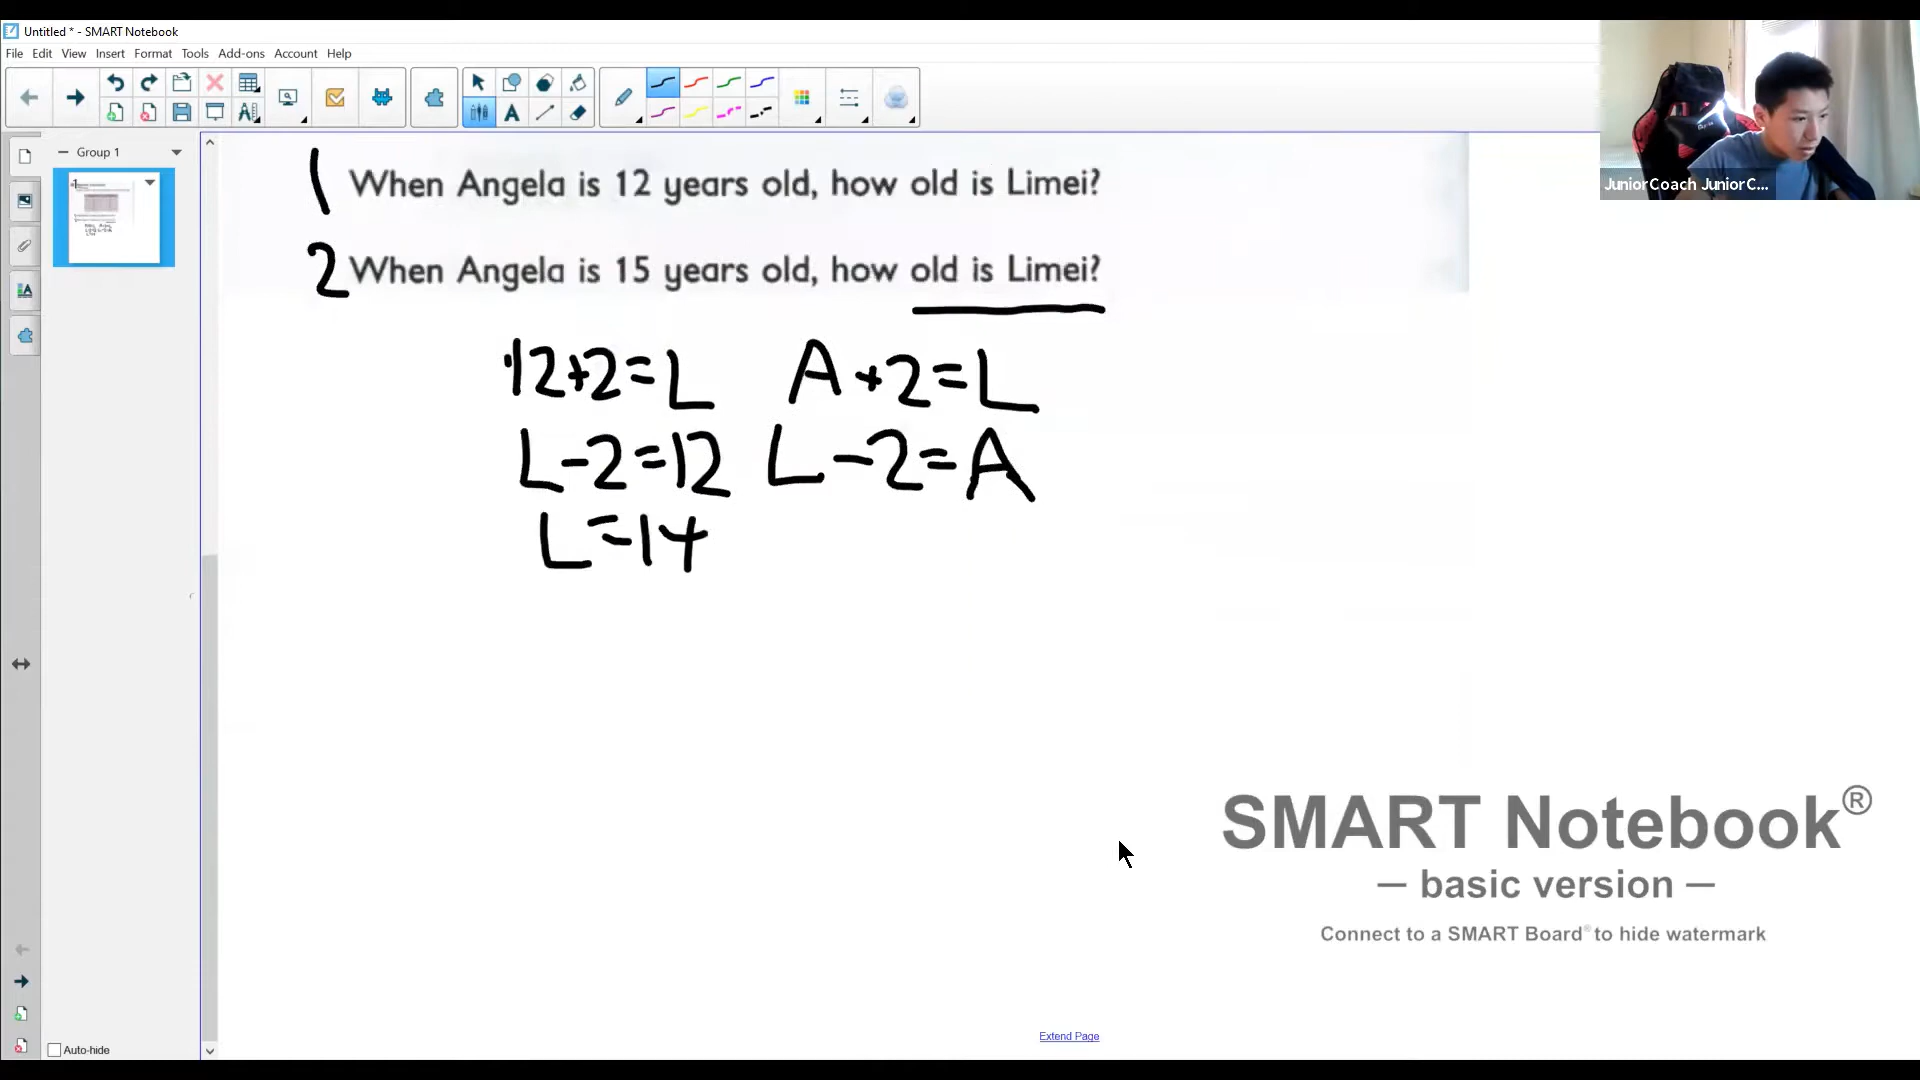 Untitled * - SMART Notebook
File Edit View Insert Format Tools Add-ons Account Help
Group 1
JuniorCoach JuniorC...
1 When Angela is 12 years old, how old is Limei?
2 When Angela is 15 years old, how old is Limei?
12+2=L A+2=L
L-2=12 L-2=A
L=14
SMART Notebook®
— basic version —
Connect to a SMART Board® to hide watermark
Extend Page
Auto-hide